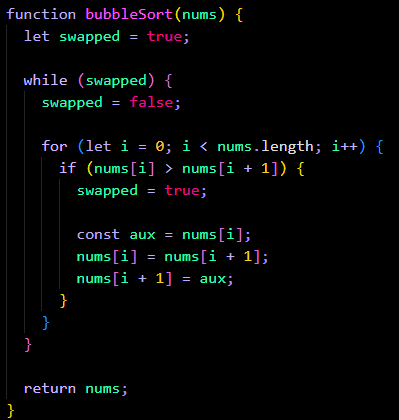 function bubbleSort(nums) {
  let swapped = true;

  while (swapped) {
    swapped = false;

    for (let i = 0; i < nums.length; i++) {
      if (nums[i] > nums[i + 1]) {
        swapped = true;

        const aux = nums[i];
        nums[i] = nums[i + 1];
        nums[i + 1] = aux;
      }
    }
  }

  return nums;
}